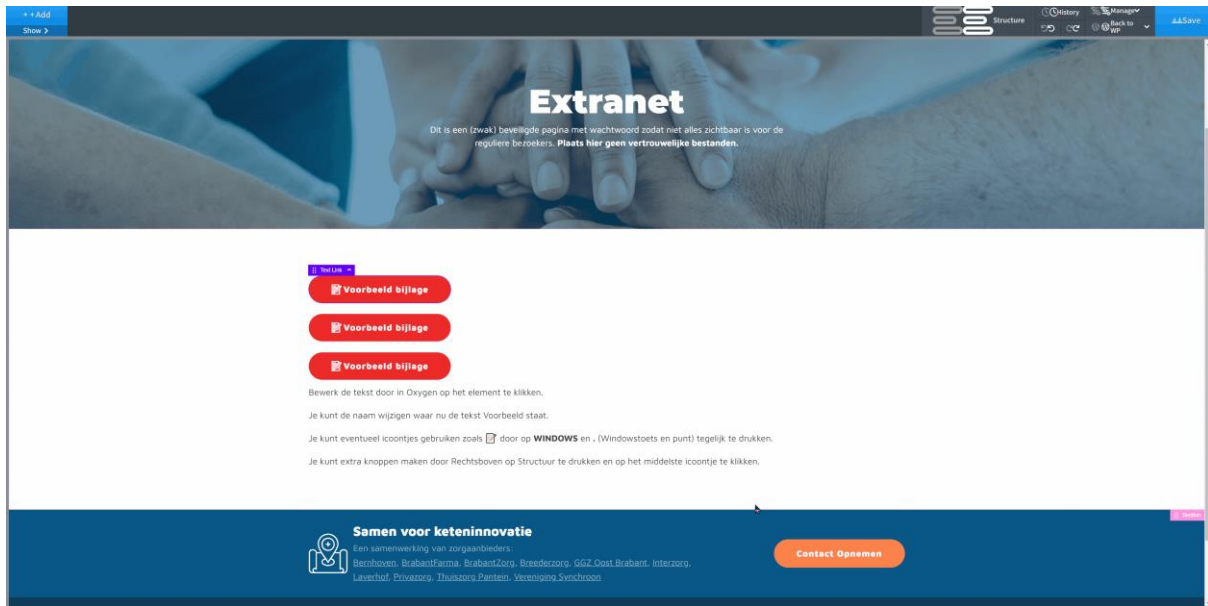 + +Add
Show >
Structure
History
Manage
Back to WP
Save
Extranet
Dit is een (zwak) beveiligde pagina met wachtwoord zodat niet alles zichtbaar is voor de
reguliere bezoekers. Plaats hier geen vertrouwelijke bestanden.
Text Link
📝Voorbeeld bijlage
📝Voorbeeld bijlage
📝Voorbeeld bijlage
Bewerk de tekst door in Oxygen op het element te klikken.
Je kunt de naam wijzigen waar nu de tekst Voorbeeld staat.
Je kunt eventueel icoontjes gebruiken zoals 📝 door op WINDOWS en . (Windowstoets en punt) tegelijk te drukken.
Je kunt extra knoppen maken door Rechtsboven op Structuur te drukken en op het middelste icoontje te klikken.
Section
Samen voor keteninnovatie
Een samenwerking van zorgaanbieders:
Bernhoven, BrabantFarma, BrabantZorg, Breederzorg, GGZ Oost Brabant, Interzorg,
Laverhof, Privazorg, Thuiszorg Pantein, Vereniging Synchroon
Contact Opnemen